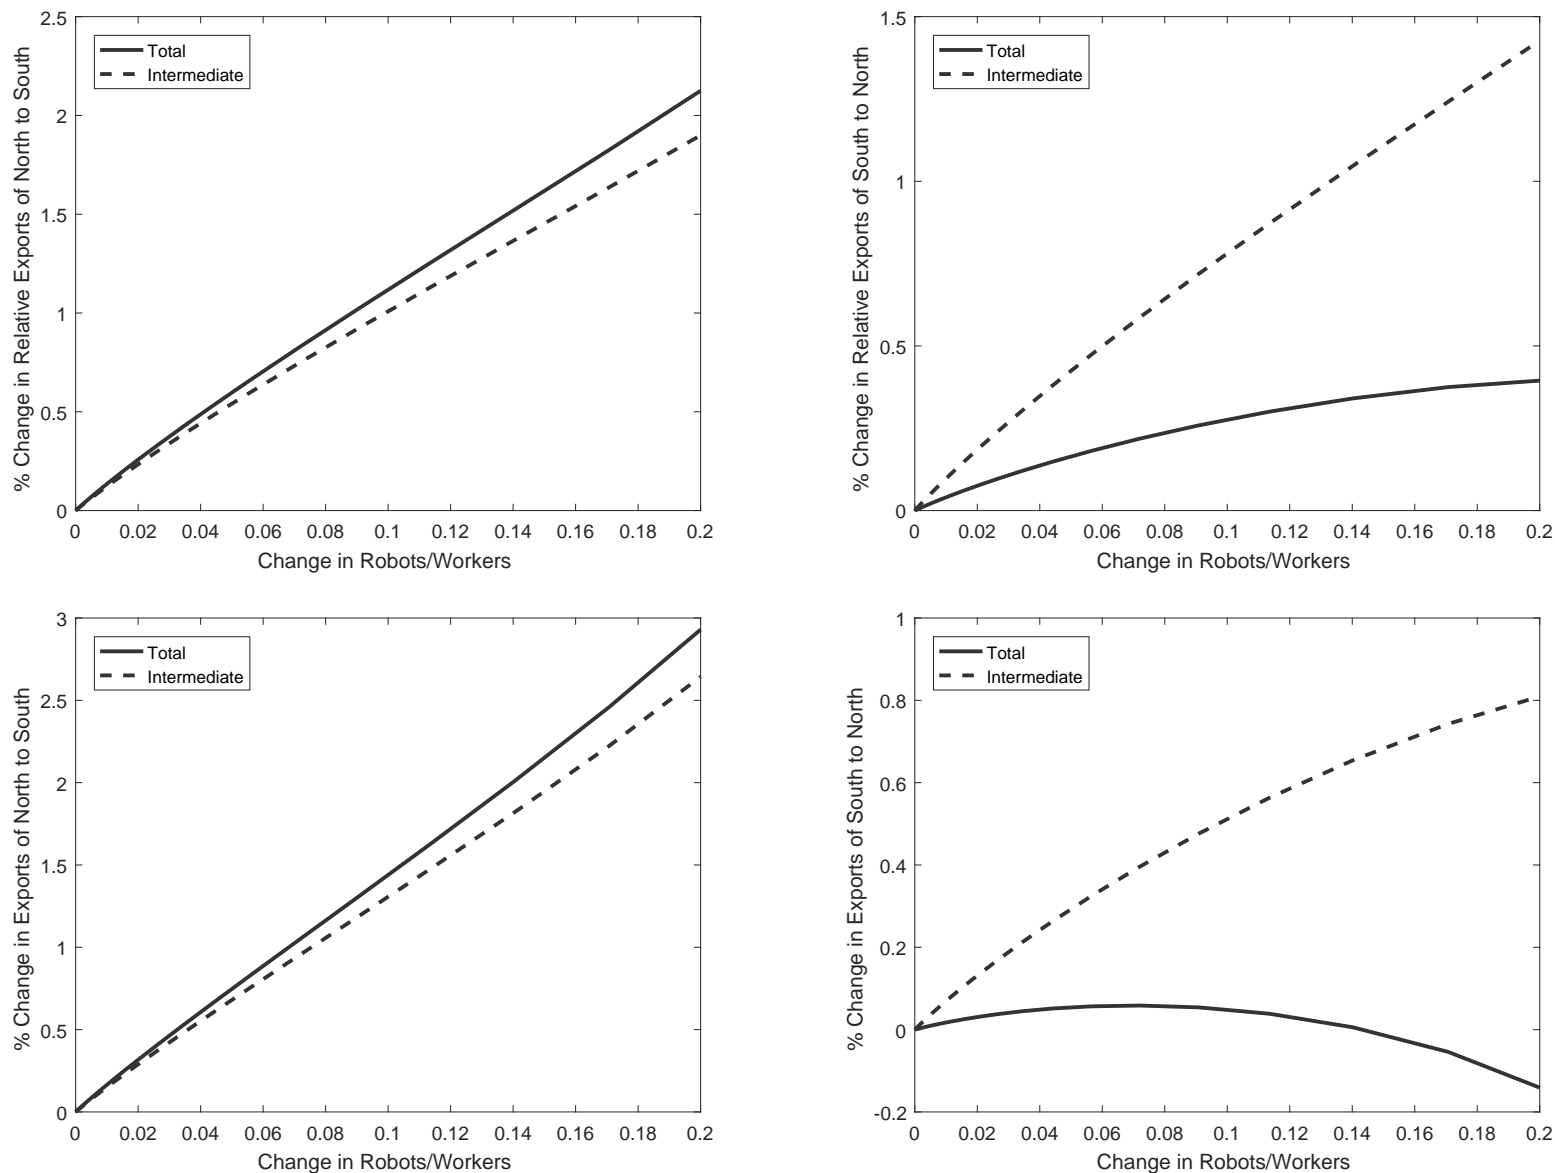 % Change in Relative Exports of North to South
2.5
2
1.5
1
0.5
0
Total
Intermediate
0 0.02 0.04 0.06 0.08 0.1 0.12 0.14 0.16 0.18 0.2
Change in Robots/Workers
% Change in Relative Exports of South to North
1.5
1
0.5
0
Total
Intermediate
0 0.02 0.04 0.06 0.08 0.1 0.12 0.14 0.16 0.18 0.2
Change in Robots/Workers
% Change in Exports of North to South
3
2.5
2
1.5
1
0.5
0
Total
Intermediate
0 0.02 0.04 0.06 0.08 0.1 0.12 0.14 0.16 0.18 0.2
Change in Robots/Workers
% Change in Exports of South to North
1
0.8
0.6
0.4
0.2
0
-0.2
Total
Intermediate
0 0.02 0.04 0.06 0.08 0.1 0.12 0.14 0.16 0.18 0.2
Change in Robots/Workers